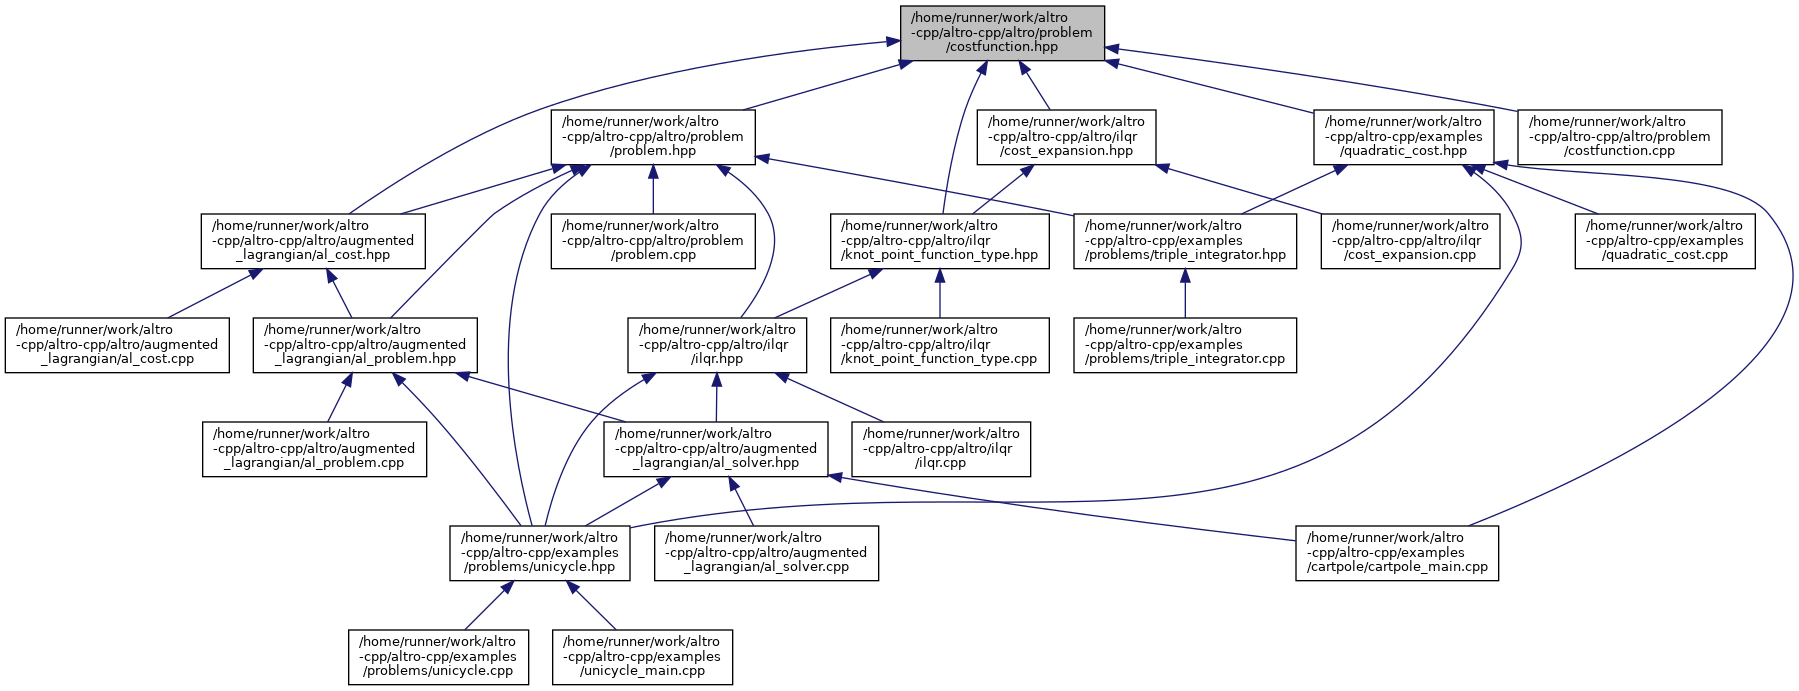 /home/runner/work/altro
-cpp/altro-cpp/altro/problem
/costfunction.hpp
/home/runner/work/altro
-cpp/altro-cpp/altro/problem
/problem.hpp
/home/runner/work/altro
-cpp/altro-cpp/altro/ilqr
/cost_expansion.hpp
/home/runner/work/altro
-cpp/altro-cpp/examples
/quadratic_cost.hpp
/home/runner/work/altro
-cpp/altro-cpp/altro/problem
/costfunction.cpp
/home/runner/work/altro
-cpp/altro-cpp/altro/augmented
_lagrangian/al_cost.hpp
/home/runner/work/altro
-cpp/altro-cpp/altro/problem
/problem.cpp
/home/runner/work/altro
-cpp/altro-cpp/altro/ilqr
/knot_point_function_type.hpp
/home/runner/work/altro
-cpp/altro-cpp/examples
/problems/triple_integrator.hpp
/home/runner/work/altro
-cpp/altro-cpp/altro/ilqr
/cost_expansion.cpp
/home/runner/work/altro
-cpp/altro-cpp/examples
/quadratic_cost.cpp
/home/runner/work/altro
-cpp/altro-cpp/altro/augmented
_lagrangian/al_cost.cpp
/home/runner/work/altro
-cpp/altro-cpp/altro/augmented
_lagrangian/al_problem.hpp
/home/runner/work/altro
-cpp/altro-cpp/altro/ilqr
/ilqr.hpp
/home/runner/work/altro
-cpp/altro-cpp/altro/ilqr
/knot_point_function_type.cpp
/home/runner/work/altro
-cpp/altro-cpp/examples
/problems/triple_integrator.cpp
/home/runner/work/altro
-cpp/altro-cpp/altro/augmented
_lagrangian/al_problem.cpp
/home/runner/work/altro
-cpp/altro-cpp/altro/augmented
_lagrangian/al_solver.hpp
/home/runner/work/altro
-cpp/altro-cpp/altro/ilqr
/ilqr.cpp
/home/runner/work/altro
-cpp/altro-cpp/examples
/problems/unicycle.hpp
/home/runner/work/altro
-cpp/altro-cpp/altro/augmented
_lagrangian/al_solver.cpp
/home/runner/work/altro
-cpp/altro-cpp/examples
/cartpole/cartpole_main.cpp
/home/runner/work/altro
-cpp/altro-cpp/examples
/problems/unicycle.cpp
/home/runner/work/altro
-cpp/altro-cpp/examples
/unicycle_main.cpp